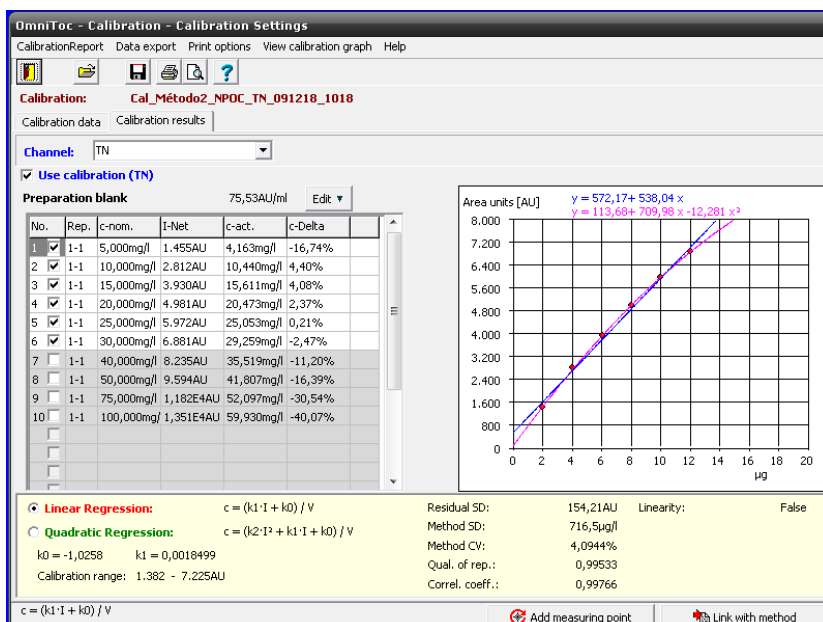 OmniToc - Calibration - Calibration Settings
CalibrationReport Data export Print options View calibration graph Help
Calibration: Cal_Método2_NPOC_TN_091218_1018
Calibration data Calibration results
Channel: TN
Use calibration (TN)
Preparation blank 75,53AU/ml Edit
No. Rep. c-nom. I-Net c-act. c-Delta
1 1-1 5,000mg/l 1.455AU 4,163mg/l -16,74%
2 1-1 10,000mg/l 2.812AU 10,440mg/l 4,40%
3 1-1 15,000mg/l 3.930AU 15,611mg/l 4,08%
4 1-1 20,000mg/l 4.981AU 20,473mg/l 2,37%
5 1-1 25,000mg/l 5.972AU 25,053mg/l 0,21%
6 1-1 30,000mg/l 6.881AU 29,259mg/l -2,47%
7 1-1 40,000mg/l 8.235AU 35,519mg/l -11,20%
8 1-1 50,000mg/l 9.594AU 41,807mg/l -16,39%
9 1-1 75,000mg/l 1,182E4AU 52,097mg/l -30,54%
10 1-1 100,000mg/ 1,351E4AU 59,930mg/l -40,07%
Area units [AU]
y = 572,17+ 538,04 x
y = 113,68+ 709,98 x -12,281 x²
8.000
7.200
6.400
5.600
4.800
4.000
3.200
2.400
1.600
800
0
0 2 4 6 8 10 12 14 16 18 20
µg
Linear Regression: c = (k1·I + k0) / V
Quadratic Regression: c = (k2·I² + k1·I + k0) / V
k0 = -1,0258 k1 = 0,0018499
Calibration range: 1.382 - 7.225AU
Residual SD: 154,21AU Linearity: False
Method SD: 716,5µg/l
Method CV: 4,0944%
Qual. of rep.: 0,99533
Correl. coeff.: 0,99766
c = (k1·I + k0) / V
Add measuring point Link with method